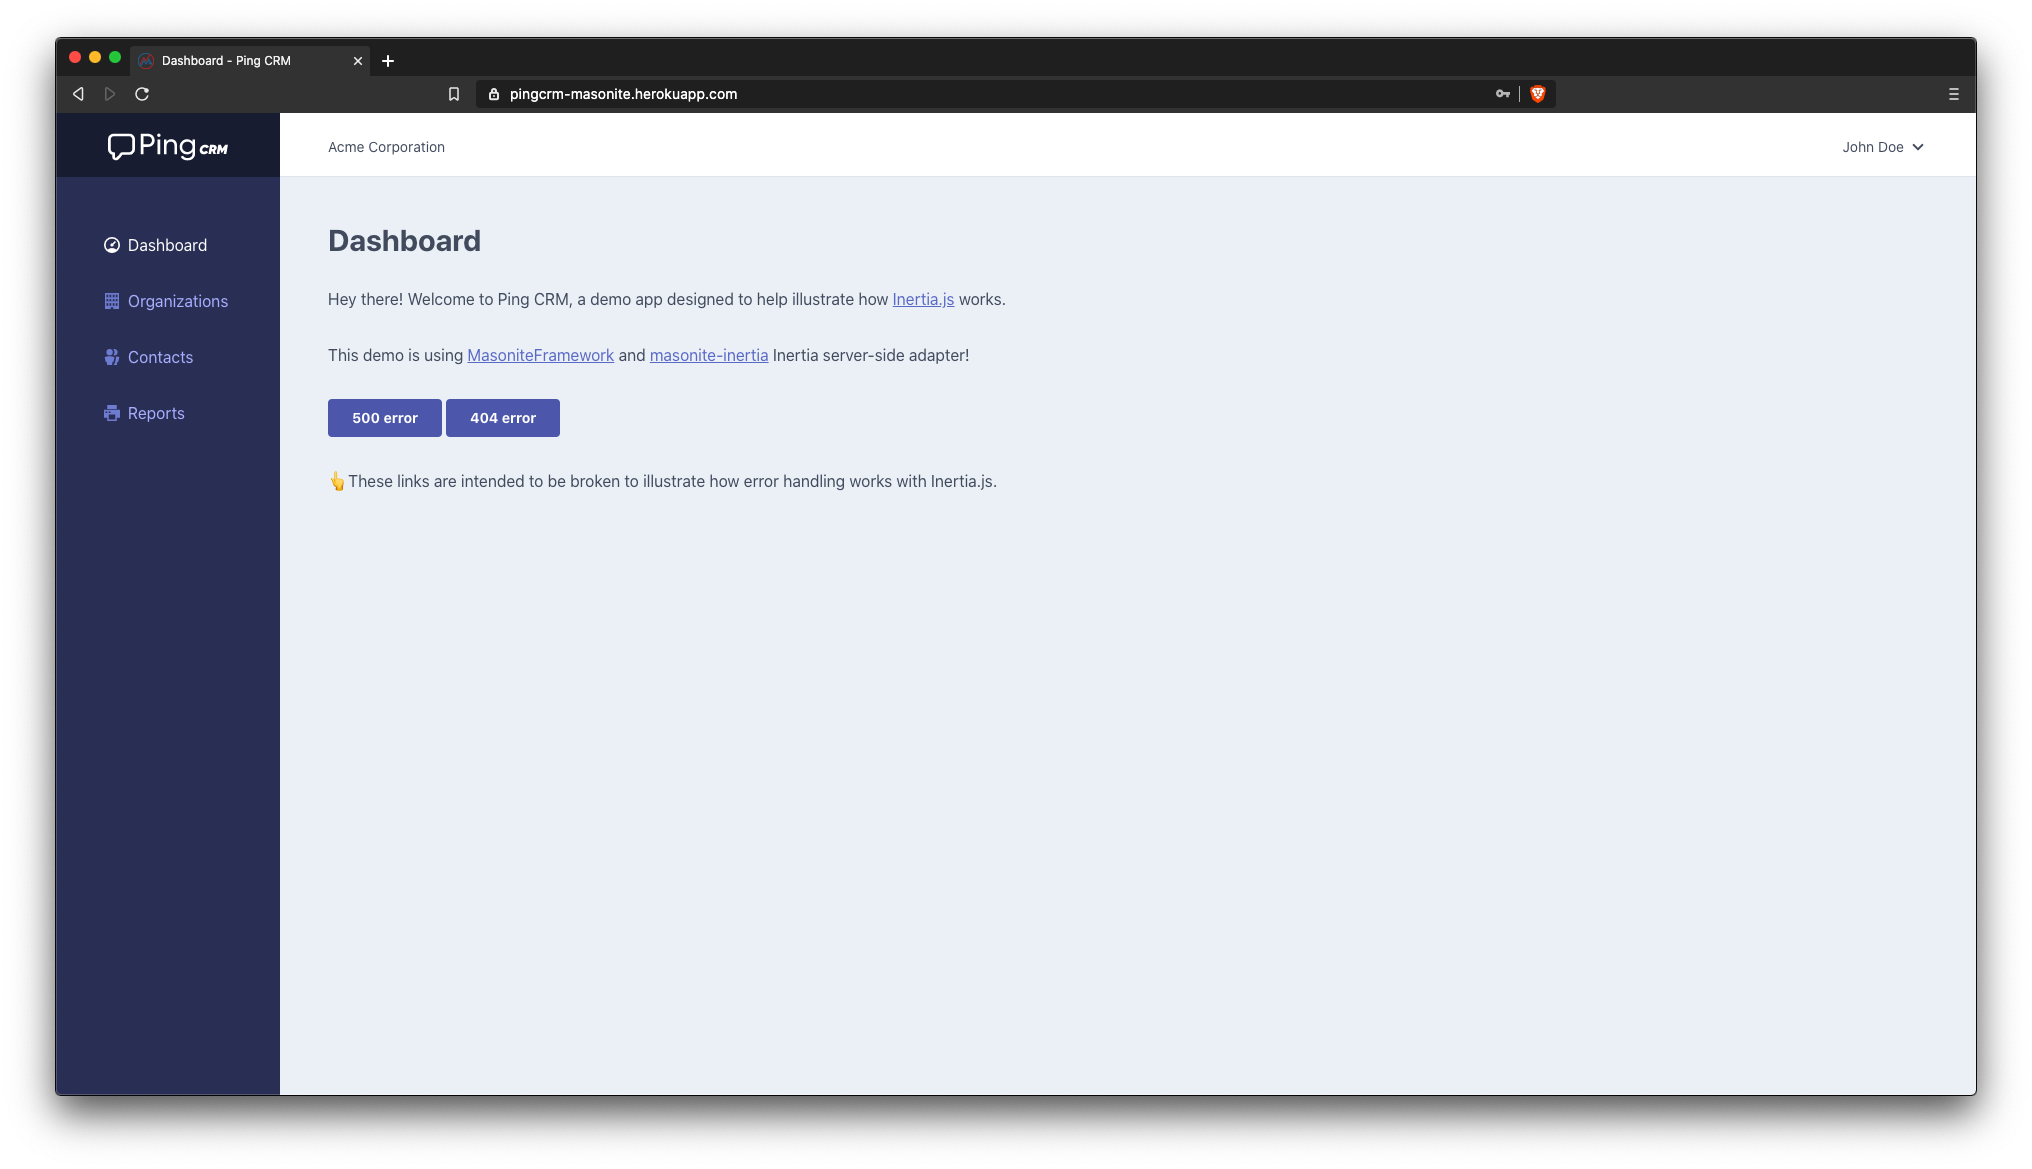 Dashboard - Ping CRM
pingcrm-masonite.herokuapp.com
Ping CRM
Acme Corporation
John Doe
Dashboard
Organizations
Contacts
Reports
Dashboard
Hey there! Welcome to Ping CRM, a demo app designed to help illustrate how Inertia.js works.
This demo is using MasoniteFramework and masonite-inertia Inertia server-side adapter!
500 error 404 error
👆These links are intended to be broken to illustrate how error handling works with Inertia.js.